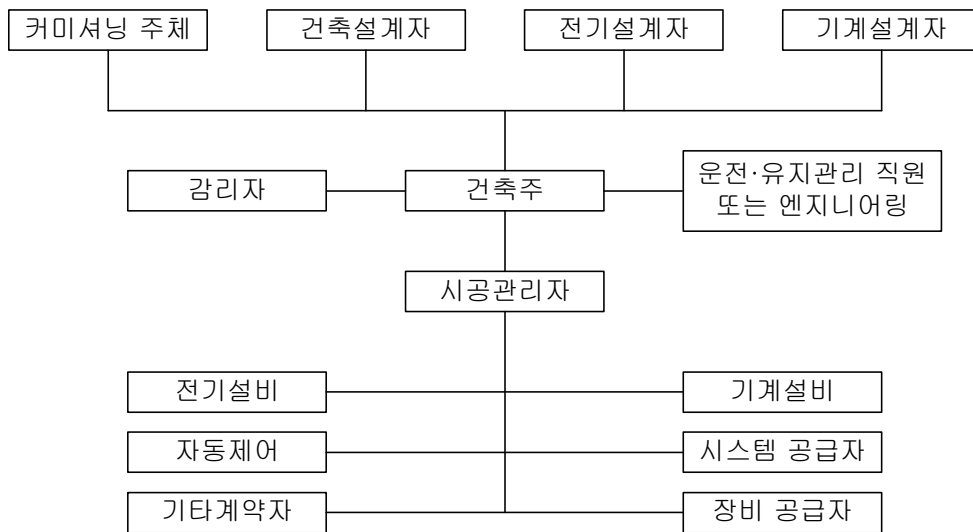 커미셔닝 주체
건축설계자
전기설계자
기계설계자
감리자
건축주
운전·유지관리 직원
또는 엔지니어링
시공관리자
전기설비
기계설비
자동제어
시스템 공급자
기타계약자
장비 공급자